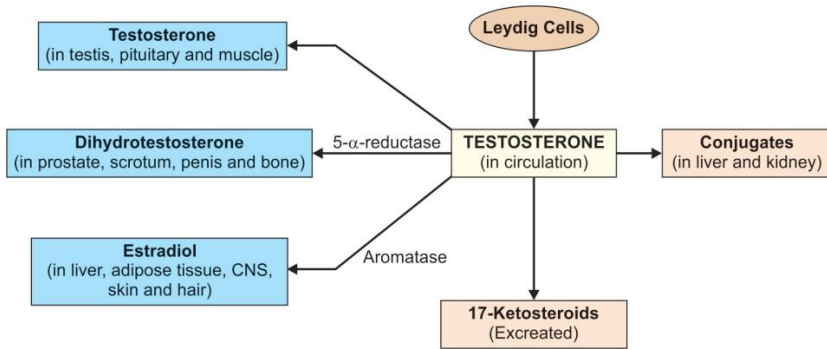 Leydig Cells
Testosterone
(in testis, pituitary and muscle)
Dihydrotestosterone
(in prostate, scrotum, penis and bone)
5-α-reductase
TESTOSTERONE
(in circulation)
Conjugates
(in liver and kidney)
Estradiol
(in liver, adipose tissue, CNS,
skin and hair)
Aromatase
17-Ketosteroids
(Excreated)